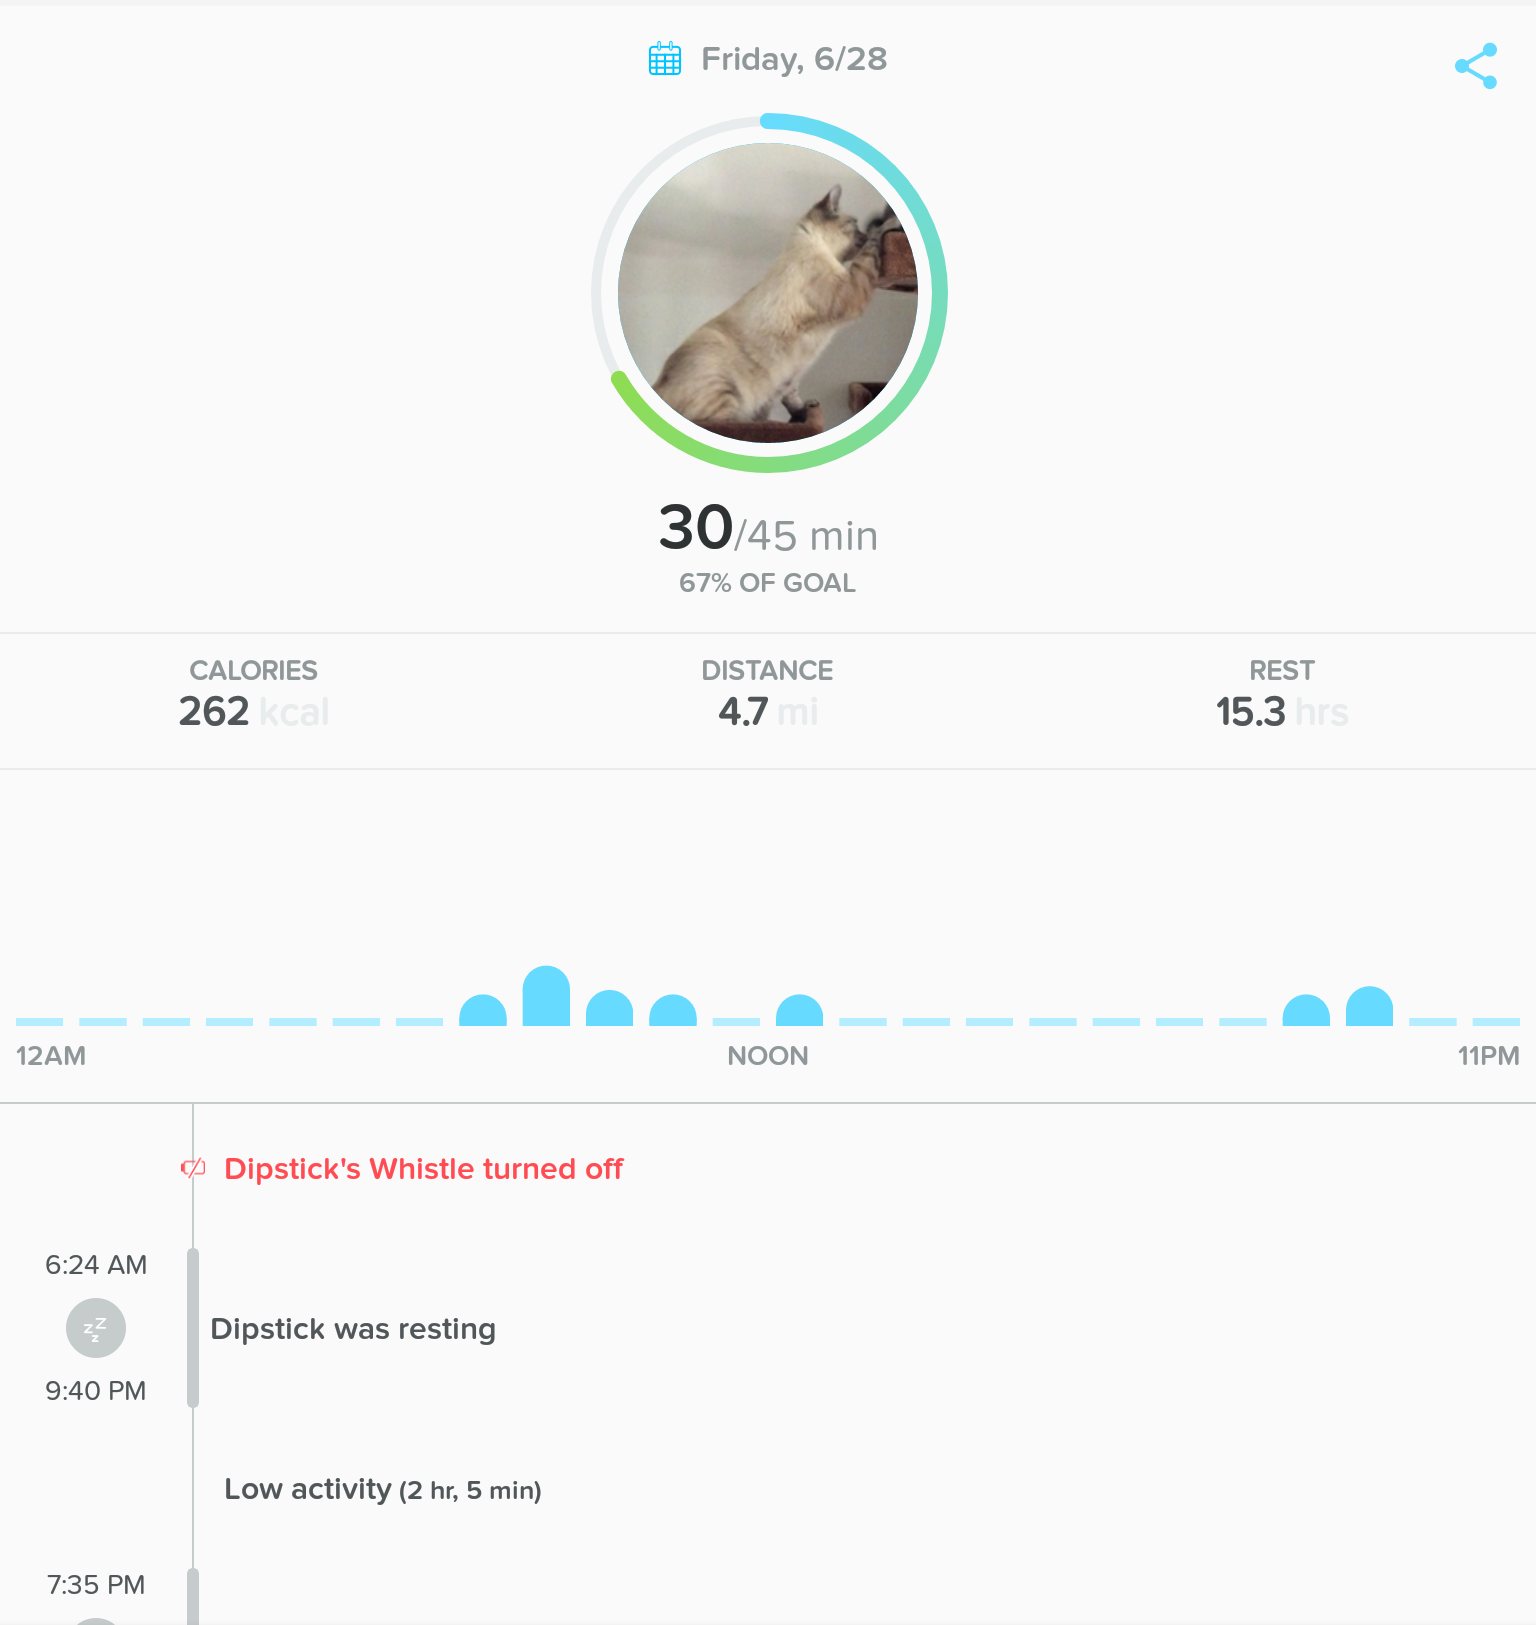 Friday, 6/28
30/45 min
67% OF GOAL
CALORIES DISTANCE REST
262 kcal 4.7 mi 15.3 hrs
12AM NOON 11PM
Dipstick's Whistle turned off
6:24 AM
zzz
Dipstick was resting
9:40 PM
Low activity (2 hr, 5 min)
7:35 PM